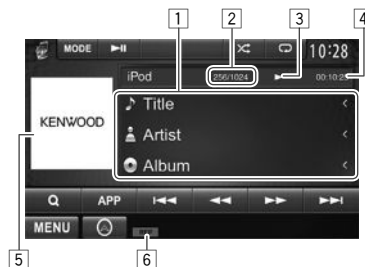 1 2 3 4
MODE 10:28
iPod 256/1024 00:10:25
Title
KENWOOD
Artist
Album
APP
MENU
5 6